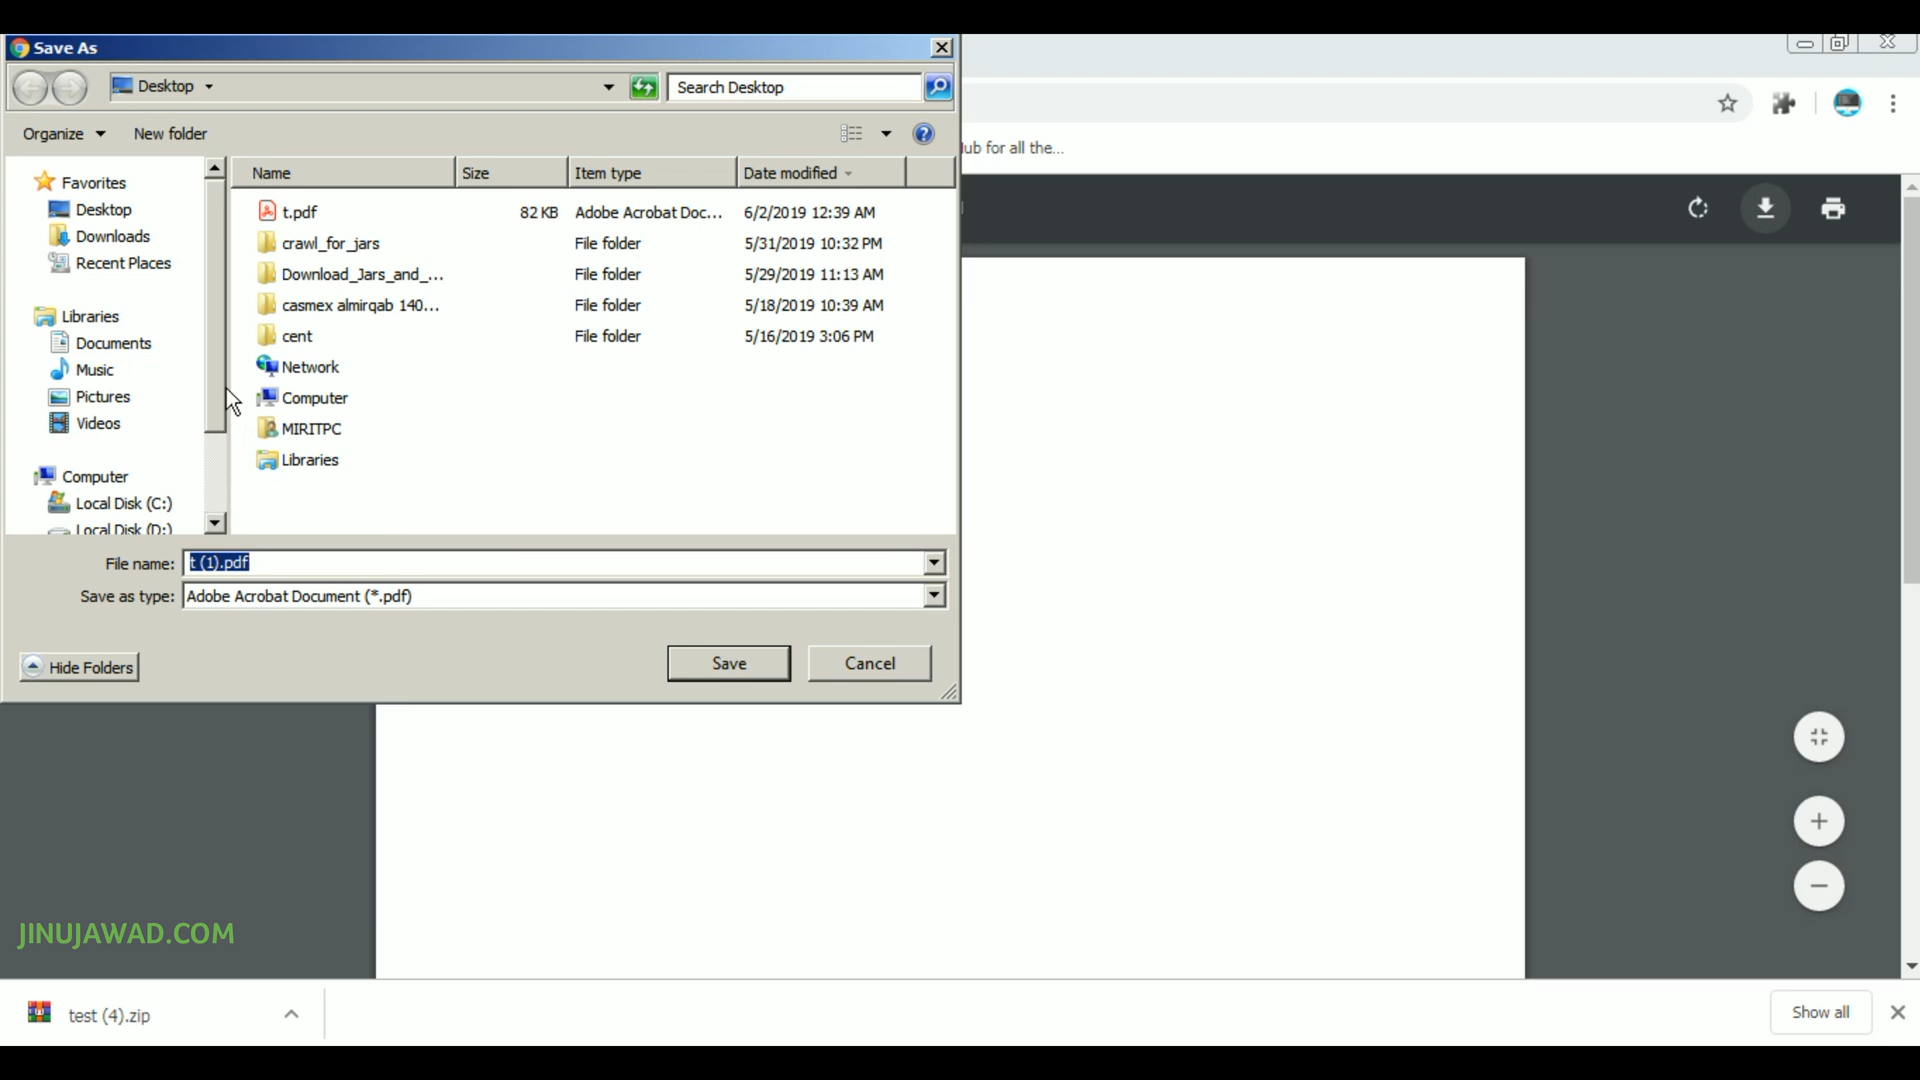 Save As
Desktop
Search Desktop
Organize
New folder
lub for all the...
Favorites
Desktop
Downloads
Recent Places
Libraries
Documents
Music
Pictures
Videos
Computer
Local Disk (C:)
Local Disk (D:)
Name Size Item type Date modified
t.pdf 82 KB Adobe Acrobat Doc... 6/2/2019 12:39 AM
crawl_for_jars File folder 5/31/2019 10:32 PM
Download_Jars_and_... File folder 5/29/2019 11:13 AM
casmex almirqab 140... File folder 5/18/2019 10:39 AM
cent File folder 5/16/2019 3:06 PM
Network
Computer
MIRITPC
Libraries
File name: t (1).pdf
Save as type: Adobe Acrobat Document (*.pdf)
Hide Folders
Save
Cancel
JINUJAWAD.COM
test (4).zip
Show all